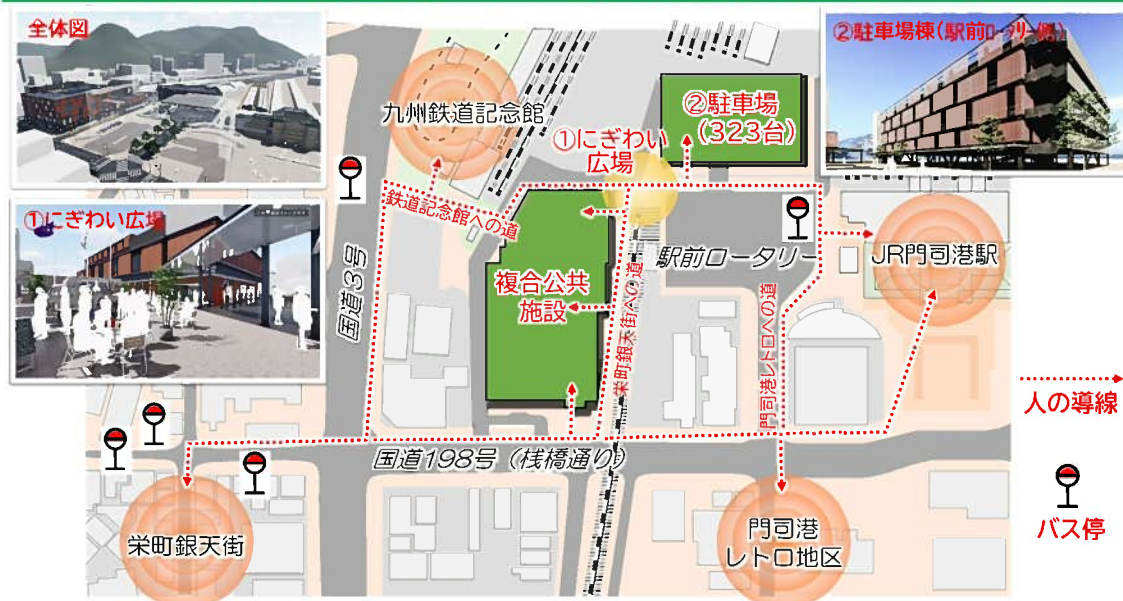 全体図
②駐車場棟(駅前ロータリー側)
九州鉄道記念館
②駐車場
(323台)
①にぎわい
広場
①にぎわい広場
鉄道記念館への道
国道3号
複合公共
施設
栄町銀天街への道
駅前ロータリー
JR門司港駅
門司港レトロへの道
人の導線
国道198号 (桟橋通り)
栄町銀天街
門司港
レトロ地区
バス停